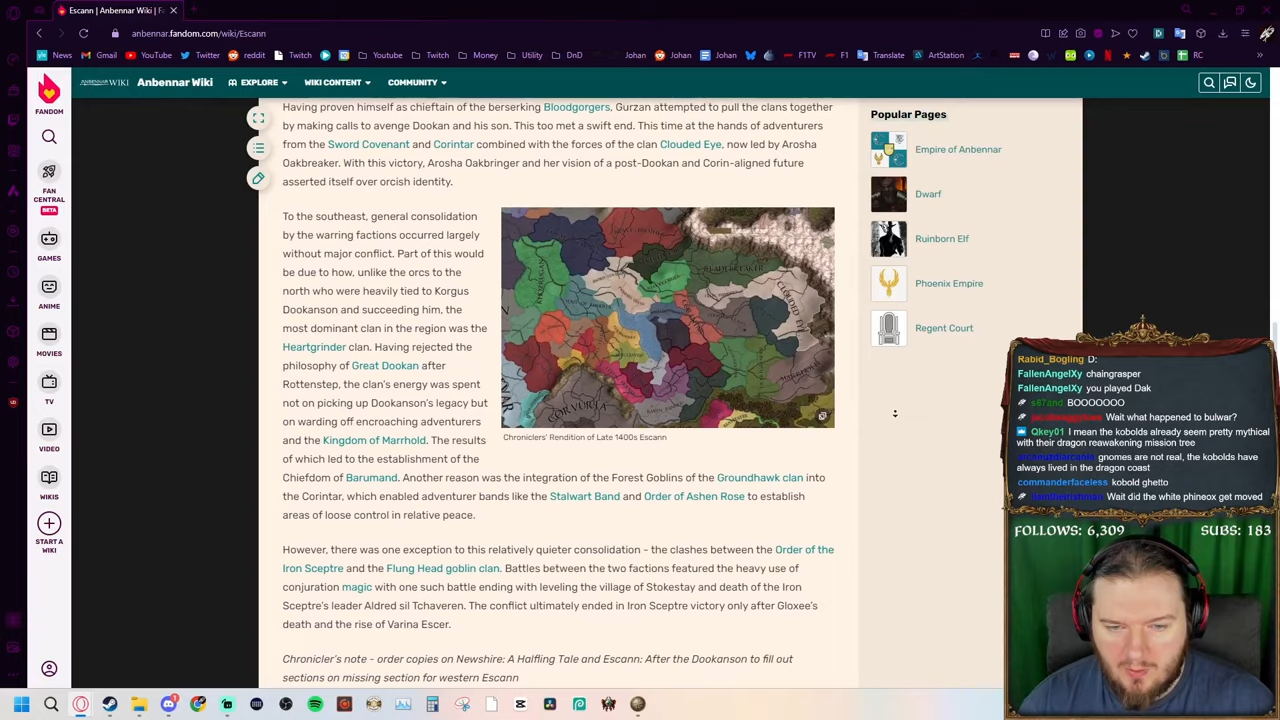 Escann | Anbennar Wiki | Fa
anbennar.fandom.com/wiki/Escann
News Gmail YouTube Twitter reddit Twitch Johan Twitch Money Utility DnD Johan Johan Johan F1TV F1 Translate ArtStation RC
FANDOM
WIKI Anbennar Wiki EXPLORE WIKI CONTENT COMMUNITY
FAN CENTRAL
BETA
GAMES
ANIME
MOVIES
TV
VIDEO
WIKIS
START A WIKI
Having proven himself as chieftain of the berserking Bloodgorgers, Gurzan attempted to pull the clans together
by making calls to avenge Dookan and his son. This too met a swift end. This time at the hands of adventurers
from the Sword Covenant and Corintar combined with the forces of the clan Clouded Eye, now led by Arosha
Oakbreaker. With this victory, Arosha Oakbringer and her vision of a post-Dookan and Corin-aligned future
asserted itself over orcish identity.
To the southeast, general consolidation
by the warring factions occurred largely
without major conflict. Part of this would
be due to how, unlike the orcs to the
north who were heavily tied to Korgus
Dookanson and succeeding him, the
most dominant clan in the region was the
Heartgrinder clan. Having rejected the
philosophy of Great Dookan after
Rottenstep, the clan's energy was spent
not on picking up Dookanson's legacy but
on warding off encroaching adventurers
and the Kingdom of Marrhold. The results
of which led to the establishment of the
CORVURIA
CLOUDED EYE
Chroniclers' Rendition of Late 1400s Escann
Chiefdom of Barumand. Another reason was the integration of the Forest Goblins of the Groundhawk clan into
the Corintar, which enabled adventurer bands like the Stalwart Band and Order of Ashen Rose to establish
areas of loose control in relative peace.
However, there was one exception to this relatively quieter consolidation - the clashes between the Order of the
Iron Sceptre and the Flung Head goblin clan. Battles between the two factions featured the heavy use of
conjuration magic with one such battle ending with leveling the village of Stokestay and death of the Iron
Sceptre's leader Aldred sil Tchaveren. The conflict ultimately ended in Iron Sceptre victory only after Gloxee's
death and the rise of Varina Escer.
Chronicler's note - order copies on Newshire: A Halfling Tale and Escann: After the Dookanson to fill out
sections on missing section for western Escann
Popular Pages
Empire of Anbennar
Dwarf
Ruinborn Elf
Phoenix Empire
Regent Court
Rabid_Bogling D:
FallenAngelXy chaingrasper
FallenAngelXy you played Dak
s67and BOOOOOOO
Wait what happened to bulwar?
Qkey01 I mean the kobolds already seem pretty mythical
with their dragon reawakening mission tree
gnomes are not real, the kobolds have
always lived in the dragon coast
commanderfaceless kobold ghetto
Wait did the white phineox get moved
FOLLOWS: 6,309 SUBS: 183